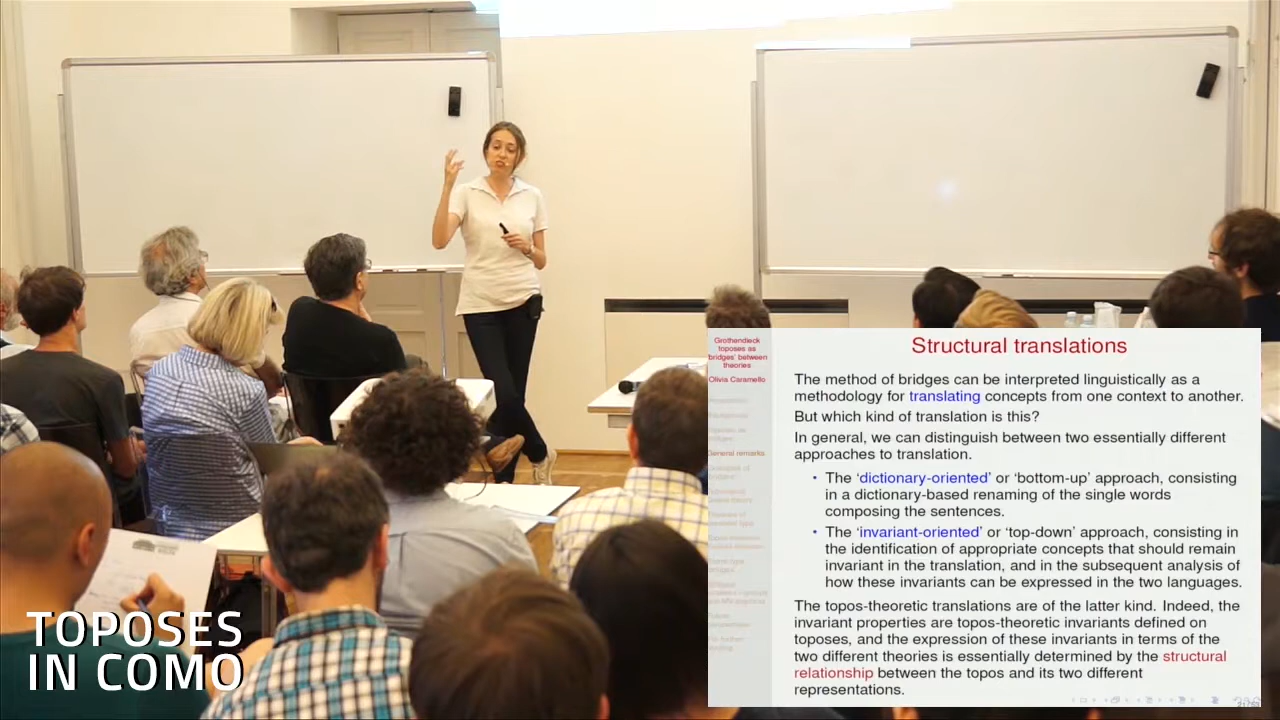 Grothendieck
toposes as
'bridges' between
theories
Olivia Caramello
General remarks
Structural translations
The method of bridges can be interpreted linguistically as a
methodology for translating concepts from one context to another.
But which kind of translation is this?
In general, we can distinguish between two essentially different
approaches to translation.
• The 'dictionary-oriented' or 'bottom-up' approach, consisting
in a dictionary-based renaming of the single words
composing the sentences.
• The 'invariant-oriented' or 'top-down' approach, consisting in
the identification of appropriate concepts that should remain
invariant in the translation, and in the subsequent analysis of
how these invariants can be expressed in the two languages.
The topos-theoretic translations are of the latter kind. Indeed, the
invariant properties are topos-theoretic invariants defined on
toposes, and the expression of these invariants in terms of the
two different theories is essentially determined by the structural
relationship between the topos and its two different
representations.
TOPOSES
IN COMO